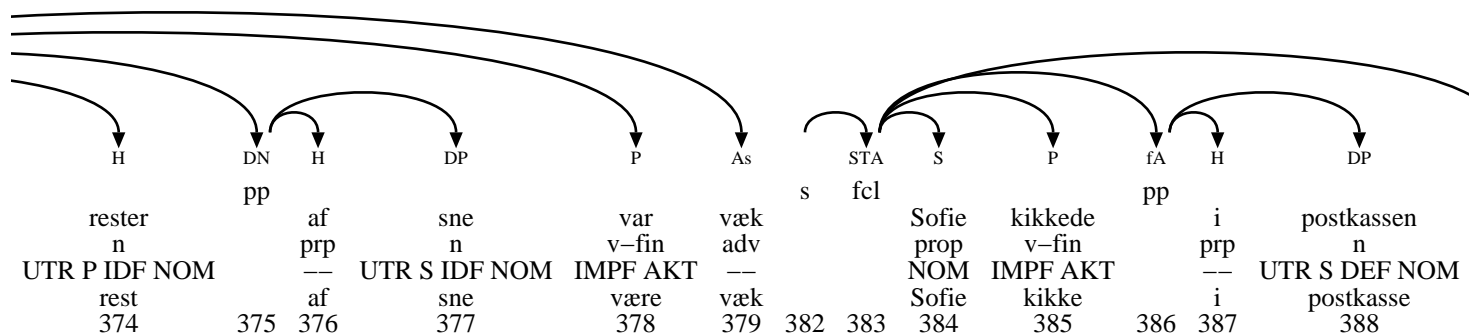 H DN H DP P As STA S P fA H DP
pp s fcl pp
rester af sne var væk Sofie kikkede i postkassen
n prp n v−fin adv prop v−fin prp n
UTR P IDF NOM −− UTR S IDF NOM IMPF AKT −− NOM IMPF AKT −− UTR S DEF NOM
rest af sne være væk Sofie kikke i postkasse
374 375 376 377 378 379 382 383 384 385 386 387 388